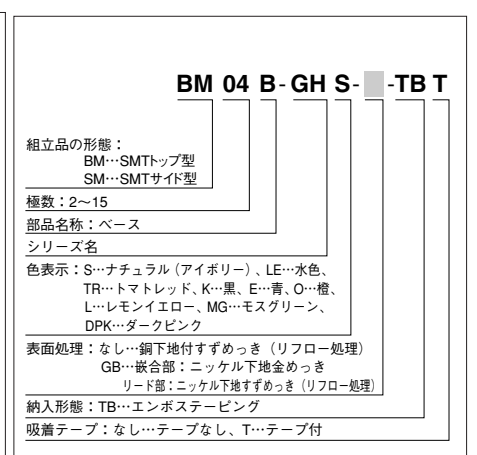 BM 04 B-GH S- -TB T
組立品の形態：
BM…SMTトップ型
SM…SMTサイド型
極数：2～15
部品名称：ベース
シリーズ名
色表示：S…ナチュラル（アイボリー）、LE…水色、
TR…トマトレッド、K…黒、E…青、O…橙、
L…レモンイエロー、MG…モスグリーン、
DPK…ダークピンク
表面処理：なし…銅下地付すずめっき（リフロー処理）
GB…嵌合部：ニッケル下地金めっき
リード部：ニッケル下地すずめっき（リフロー処理）
納入形態：TB…エンボステーピング
吸着テープ：なし…テープなし、T…テープ付